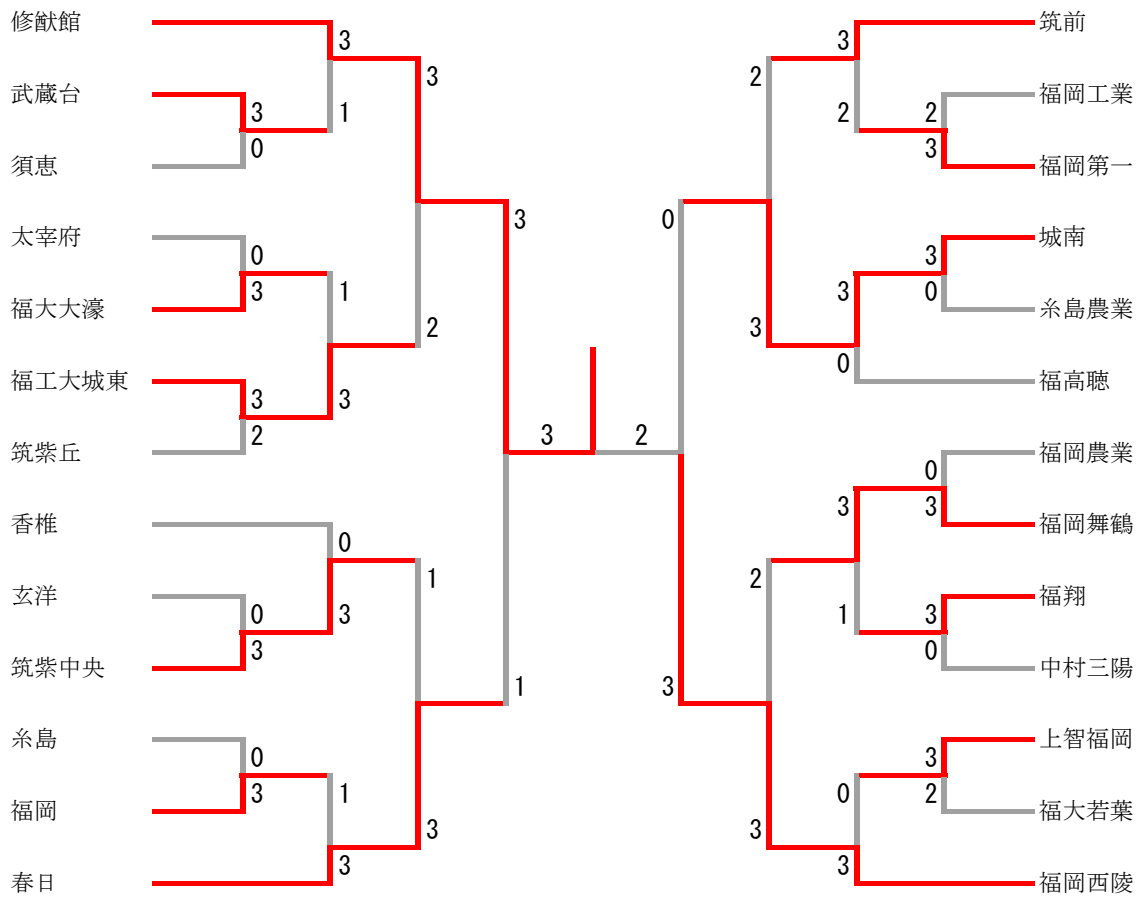 修猷館
武蔵台
須恵
太宰府
福大大濠
福工大城東
筑紫丘
香椎
玄洋
筑紫中央
糸島
福岡
春日
3
3
0
1
0
3
3
2
1
3
0
0
3
3
0
3
1
3
3
2
1
3
3
1
3
2
0
3
2
3
2
3
3
2
3
0
3
1
0
3
2
3
3
0
0
3
3
0
3
2
筑前
福岡工業
福岡第一
城南
糸島農業
福高聴
福岡農業
福岡舞鶴
福翔
中村三陽
上智福岡
福大若葉
福岡西陵